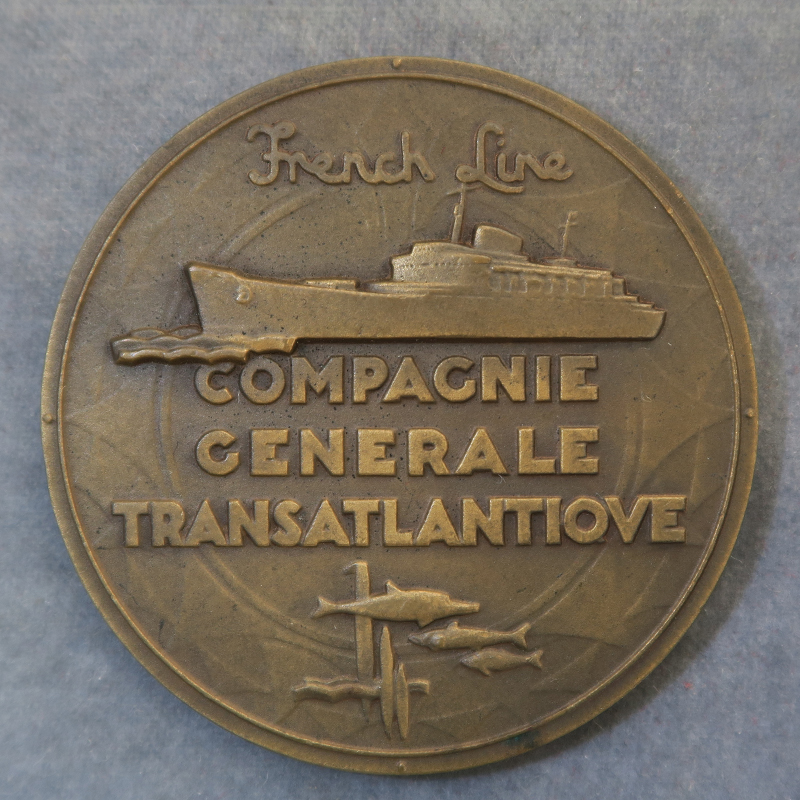 French Line
COMPAGNIE
GENERALE
TRANSATLANTIQVE